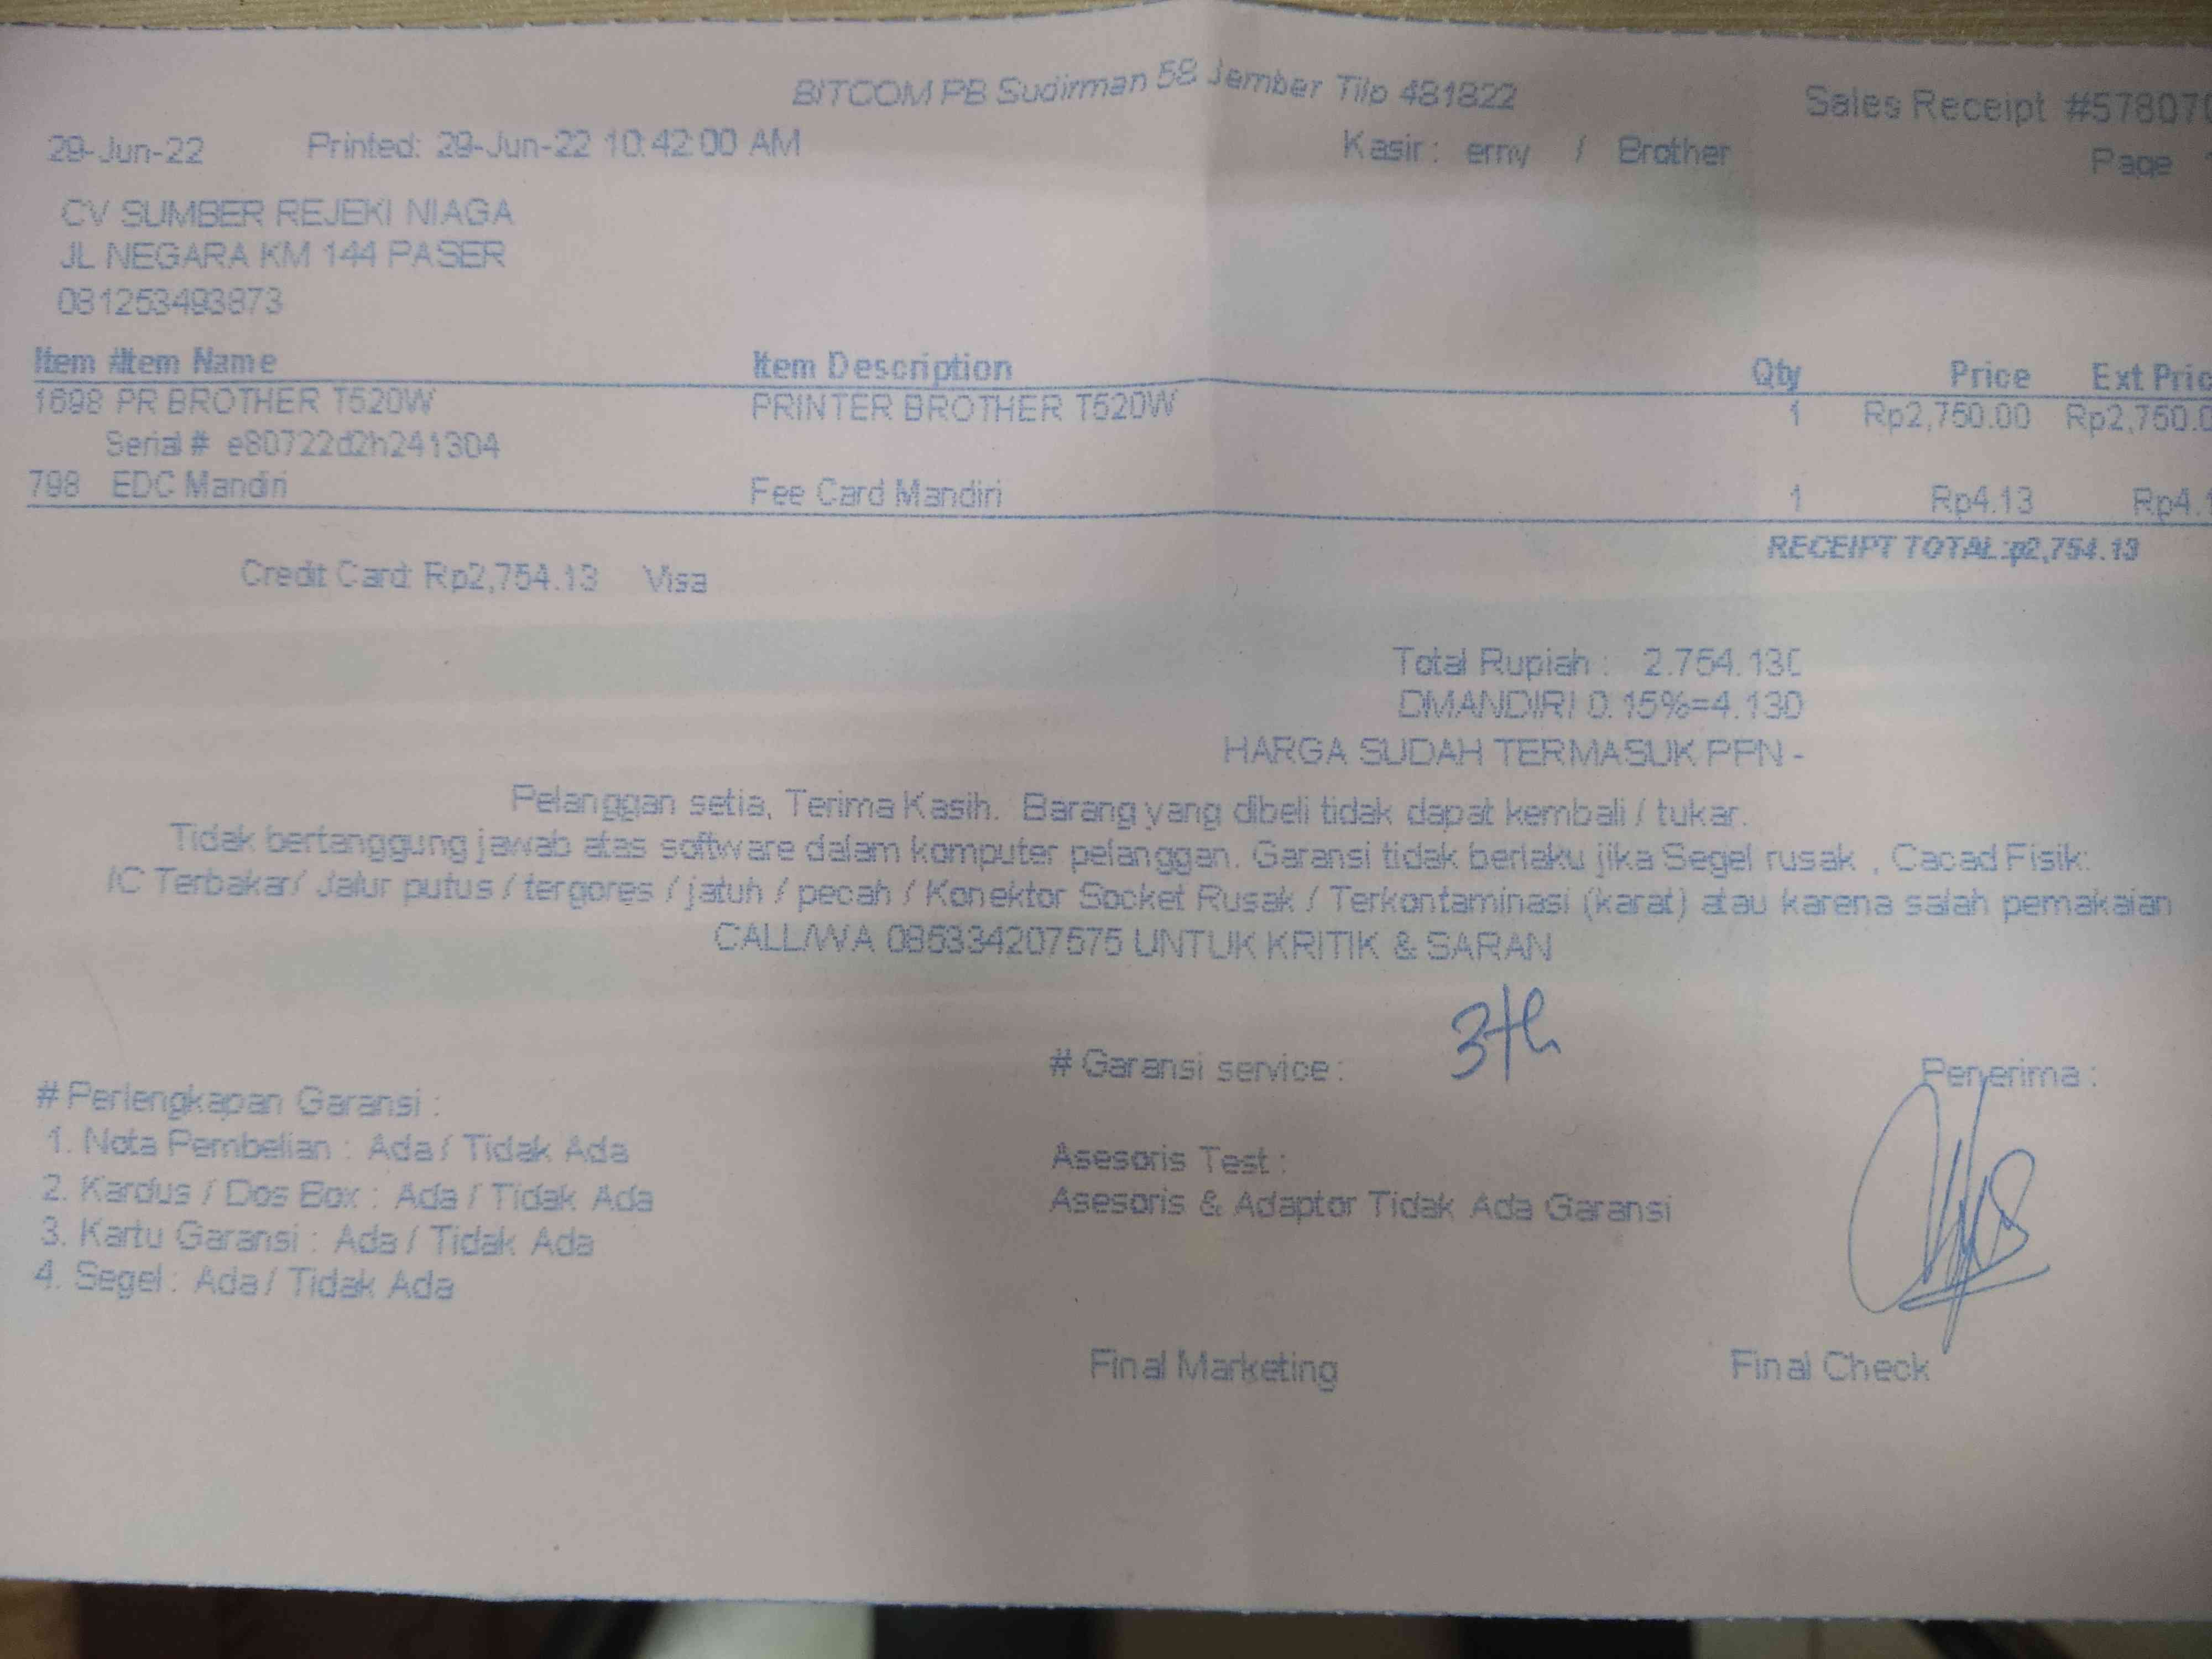 BITCOM PB Sudirman 58 Jember Tilp 481822
Sales Receipt #57807
29-Jun-22 Printed: 29-Jun-22 10:42:00 AM Kasir: erny / Brother Page
CV SUMBER REJEKI NIAGA
JL NEGARA KM 144 PASER
081253493873
Item # Item Name Item Description Qty Price Ext Pric
1698 PR BROTHER T520W PRINTER BROTHER T520W 1 Rp2,750.00 Rp2,750.0
Serial # e80722d2h241304
798 EDC Mandiri Fee Card Mandiri 1 Rp4.13 Rp4.1
RECEIPT TOTAL:p2,754.13
Credit Card: Rp2,754.13 Visa
Total Rupiah : 2.754.130
DMANDIRI 0.15%=4.130
HARGA SUDAH TERMASUK PPN -
Pelanggan setia, Terima Kasih. Barang yang dibeli tidak dapat kembali / tukar.
Tidak bertanggung jawab atas software dalam komputer pelanggan. Garansi tidak berlaku jika Segel rusak , Cacad Fisik:
IC Terbakar/ Jalur putus / tergores / jatuh / pecah / Konektor Socket Rusak / Terkontaminasi (karat) atau karena salah pemakaian
CALL/WA 085334207575 UNTUK KRITIK & SARAN
# Garansi service : 3th
Penerima :
# Perlengkapan Garansi :
1. Nota Pembelian : Ada / Tidak Ada
2. Kardus / Dos Box : Ada / Tidak Ada
3. Kartu Garansi : Ada / Tidak Ada
4. Segel : Ada / Tidak Ada
Asesoris Test :
Asesoris & Adaptor Tidak Ada Garansi
Final Marketing Final Check